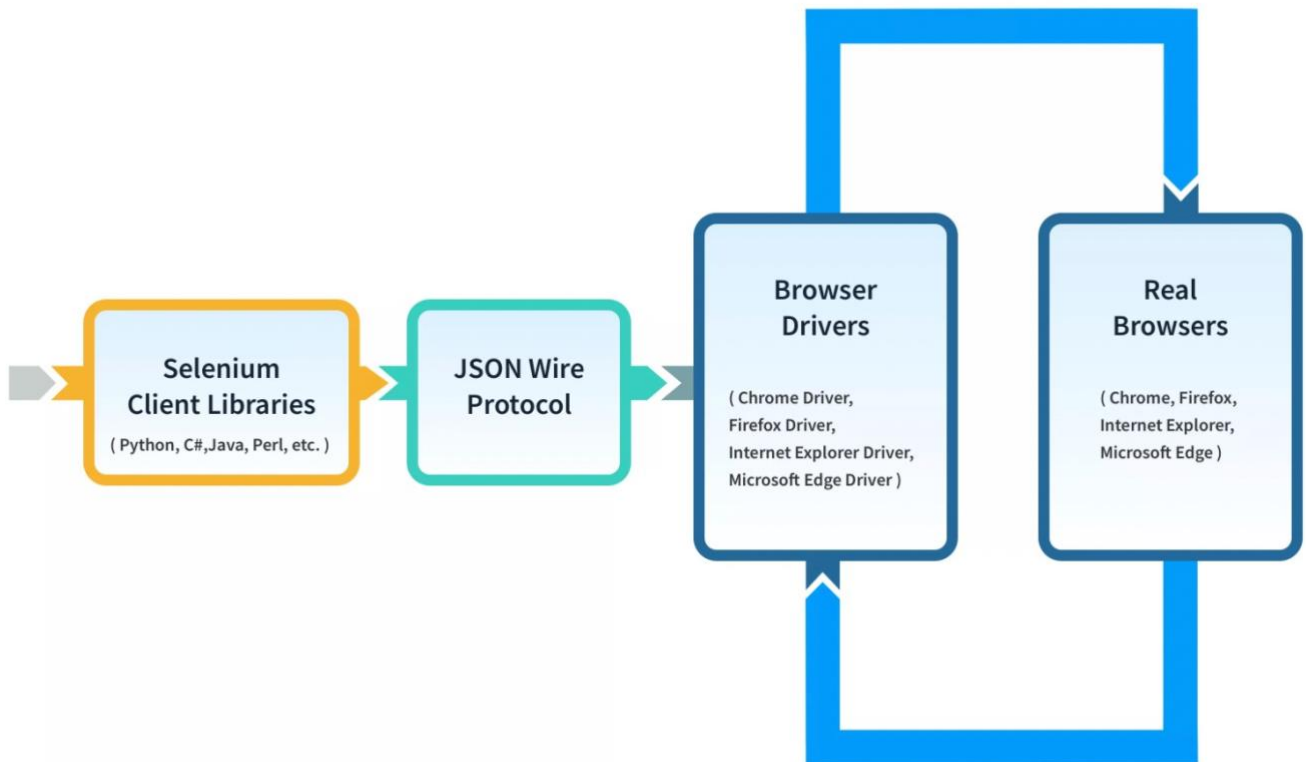 Selenium
Client Libraries
( Python, C#,Java, Perl, etc. )
JSON Wire
Protocol
Browser
Drivers
( Chrome Driver,
Firefox Driver,
Internet Explorer Driver,
Microsoft Edge Driver )
Real
Browsers
( Chrome, Firefox,
Internet Explorer,
Microsoft Edge )